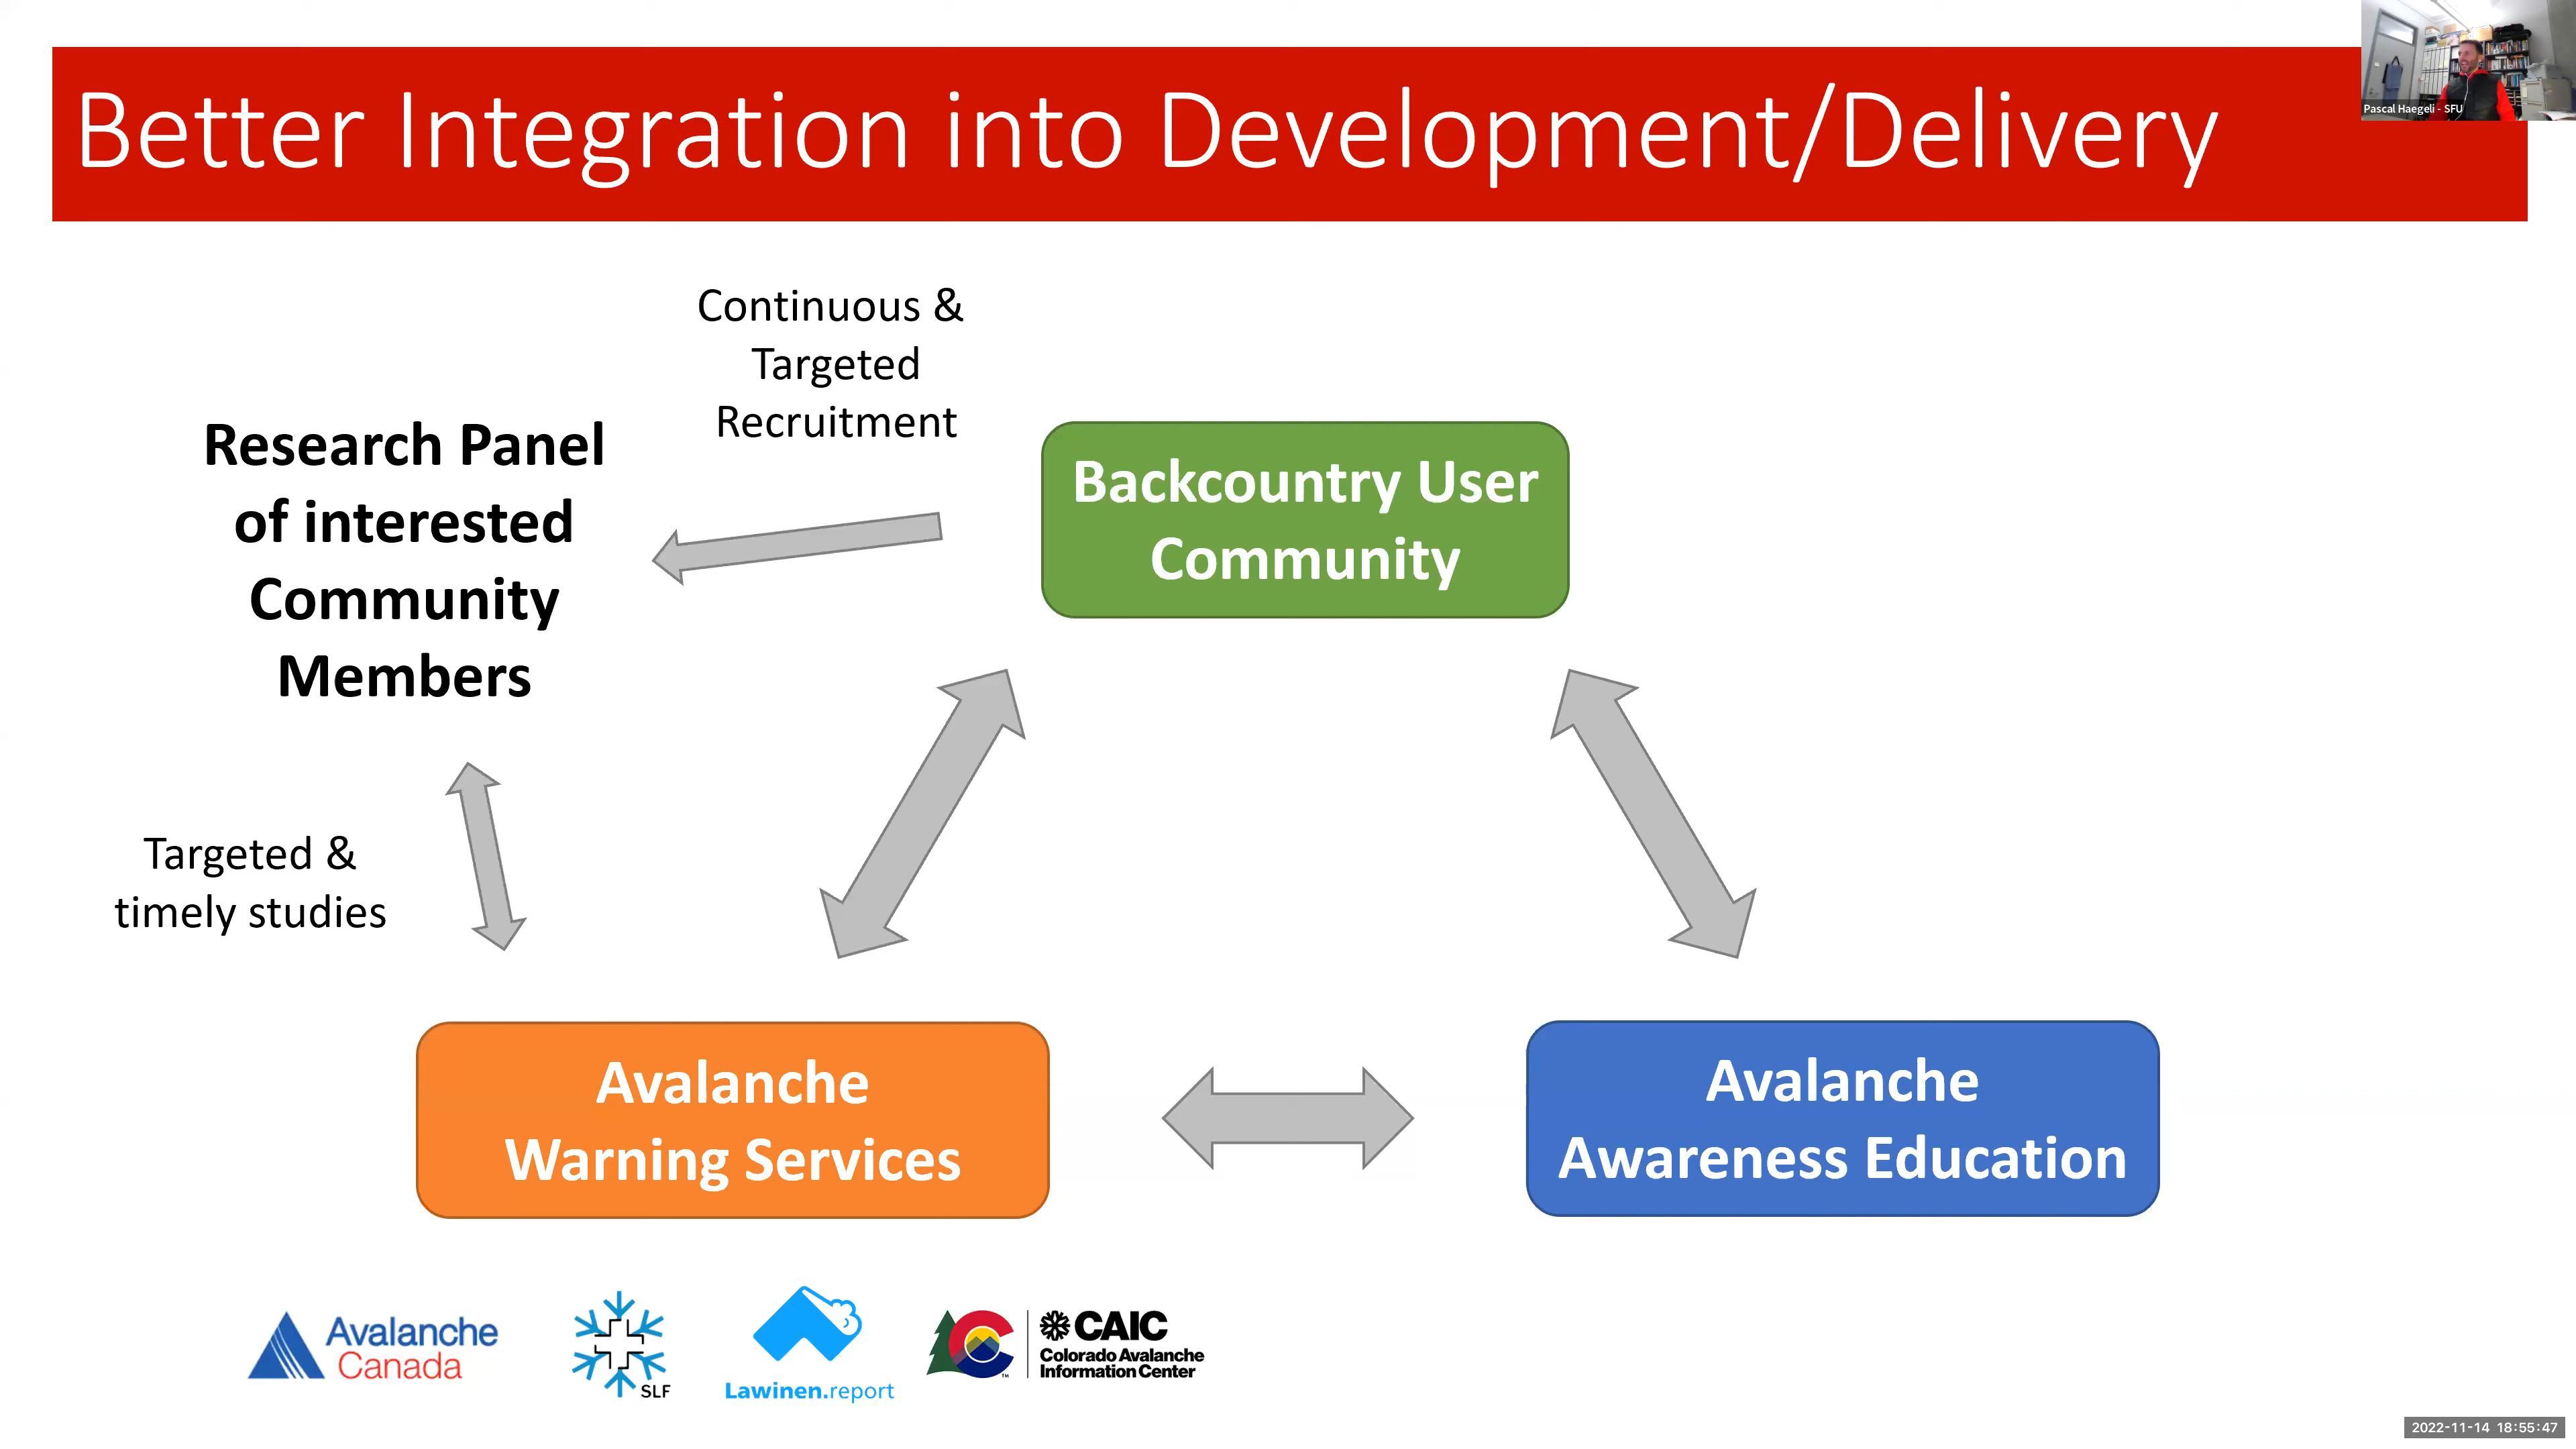 Better Integration into Development/Delivery
Pascal Haegeli - SFU
Continuous &
Targeted
Recruitment
Research Panel
of interested
Community
Members
Backcountry User
Community
Targeted &
timely studies
Avalanche
Warning Services
Avalanche
Awareness Education
Avalanche
Canada
SLF
Lawinen.report
CAIC
Colorado Avalanche
Information Center
TM
2022-11-14 18:55:47